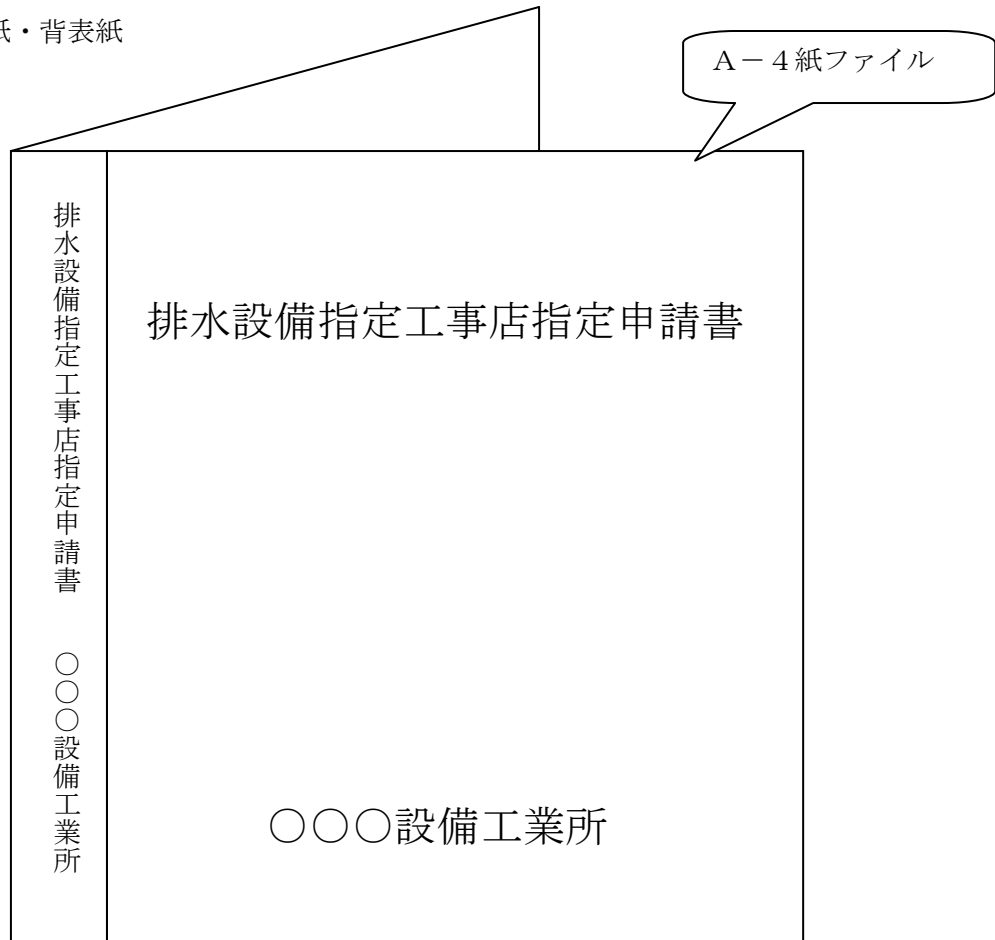 紙・背表紙
A－４紙ファイル
排水設備指定工事店指定申請書
○○○設備工業所
排水設備指定工事店指定申請書　○○○設備工業所